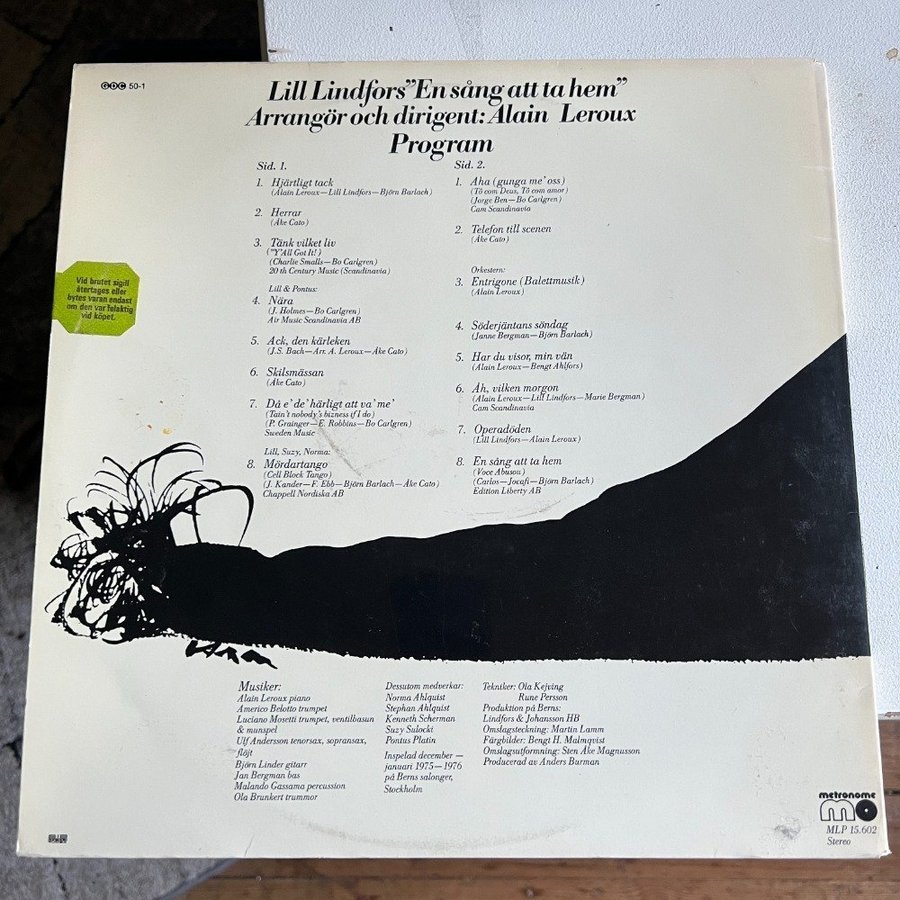 GDC 50-1
Lill Lindfors "En sång att ta hem"
Arrangör och dirigent: Alain Leroux
Program
Sid. 1.
1. Hjärtligt tack
(Alain Leroux—Lill Lindfors—Björn Barlach)
2. Herrar
(Åke Cato)
3. Tänk vilket liv
("Y'All Got It!)
(Charlie Smalls—Bo Carlgren)
20 th Century Music (Scandinavia)
Lill & Pontus:
4. Nära
(J. Holmes—Bo Carlgren)
Air Music Scandinavia AB
5. Ack, den kärleken
(J.S. Bach—Arr. A. Leroux—Åke Cato)
6. Skilsmässan
(Åke Cato)
7. Då e' de' härligt att va' me'
(Tain't nobody's bizness if I do)
(P. Grainger—E. Robbins—Bo Carlgren)
Sweden Music
Lill, Suzy, Norma:
8. Mördartango
(Cell Block Tango)
(J. Kander—F. Ebb—Björn Barlach—Åke Cato)
Chappell Nordiska AB
Sid. 2.
1. Aha (gunga me' oss)
(Tö com Deus, Tö com amor)
(Jorge Ben—Bo Carlgren)
Cam Scandinavia
2. Telefon till scenen
(Åke Cato)
Orkestern:
3. Entrigone (Balettmusik)
(Alain Leroux)
4. Söderjäntans söndag
(Janne Bergman—Björn Barlach)
5. Har du visor, min vän
(Alain Leroux—Bengt Ahlfors)
6. Åh, vilken morgon
(Alain Leroux—Lill Lindfors—Marie Bergman)
Cam Scandinavia
7. Operadöden
(Lill Lindfors—Alain Leroux)
8. En sång att ta hem
(Voce Abusou)
(Carlos—Jocafi—Björn Barlach)
Edition Liberty AB
Vid brutet sigill
återtages eller
bytes varan endast
om den var felaktig
vid köpet.
Musiker:
Alain Leroux piano
Americo Belotto trumpet
Luciano Mosetti trumpet, ventilbasun
& munspel
Ulf Andersson tenorsax, sopransax,
flöjt
Björn Linder gitarr
Jan Bergman bas
Malando Gassama percussion
Ola Brunkert trummor
Dessutom medverkar:
Norma Ahlquist
Stephan Ahlquist
Kenneth Scherman
Suzy Sulocki
Pontus Platin
Inspelad december—
januari 1975—1976
på Berns salonger,
Stockholm
Tekniker: Ola Kejving
Rune Persson
Produktion på Berns:
Lindfors & Johansson HB
Omslagsteckning: Martin Lamm
Färgbilder: Bengt H. Malmqvist
Omslagsutformning: Sten Åke Magnusson
Producerad av Anders Burman
metronome
mo
MLP 15.602
Stereo